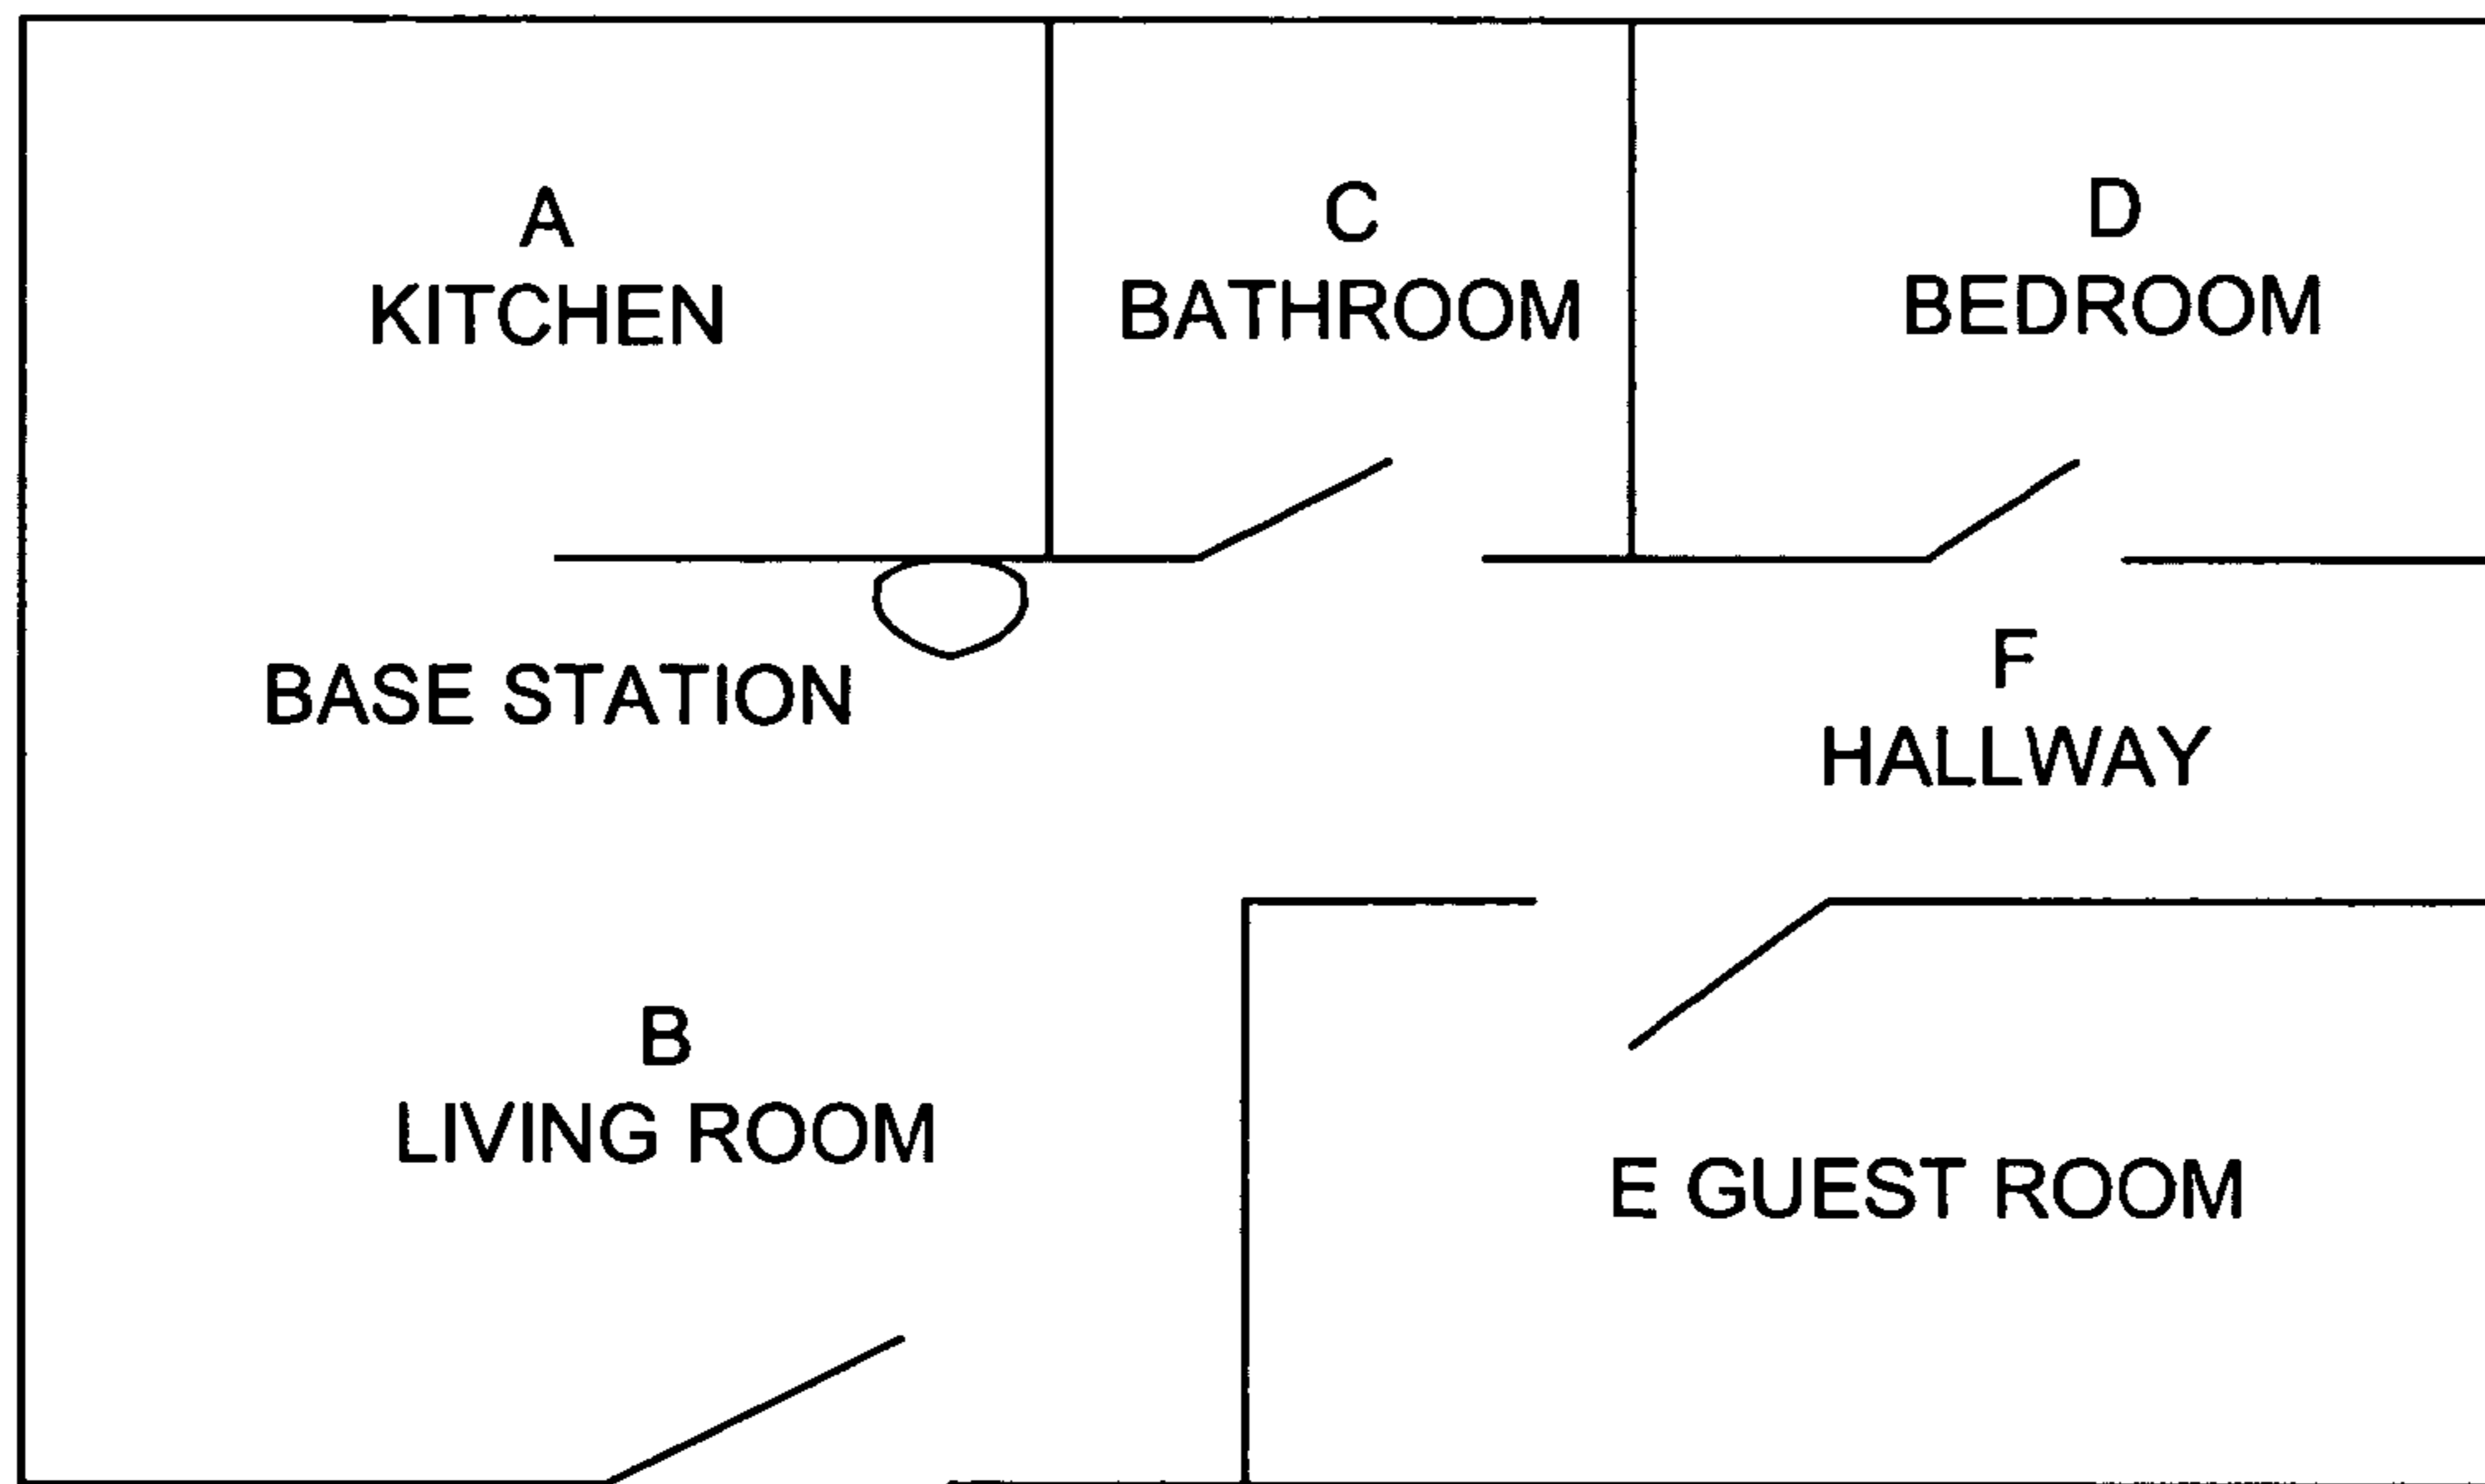 A
KITCHEN
C
BATHROOM
D
BEDROOM
BASE STATION
F
HALLWAY
B
LIVING ROOM
E GUEST ROOM